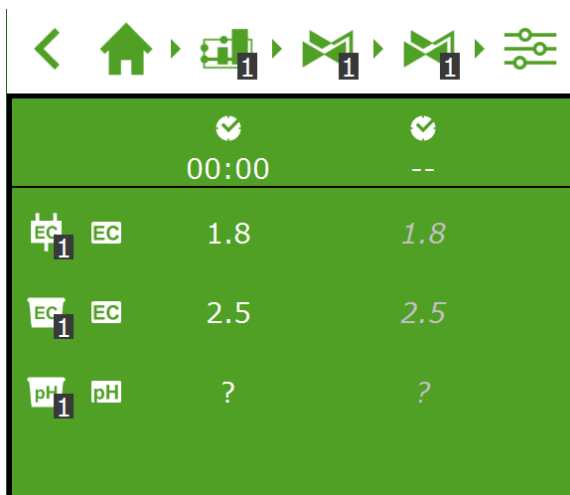 1 1 1
00:00 --
EC 1 EC 1.8 1.8
EC 1 EC 2.5 2.5
pH 1 pH ? ?